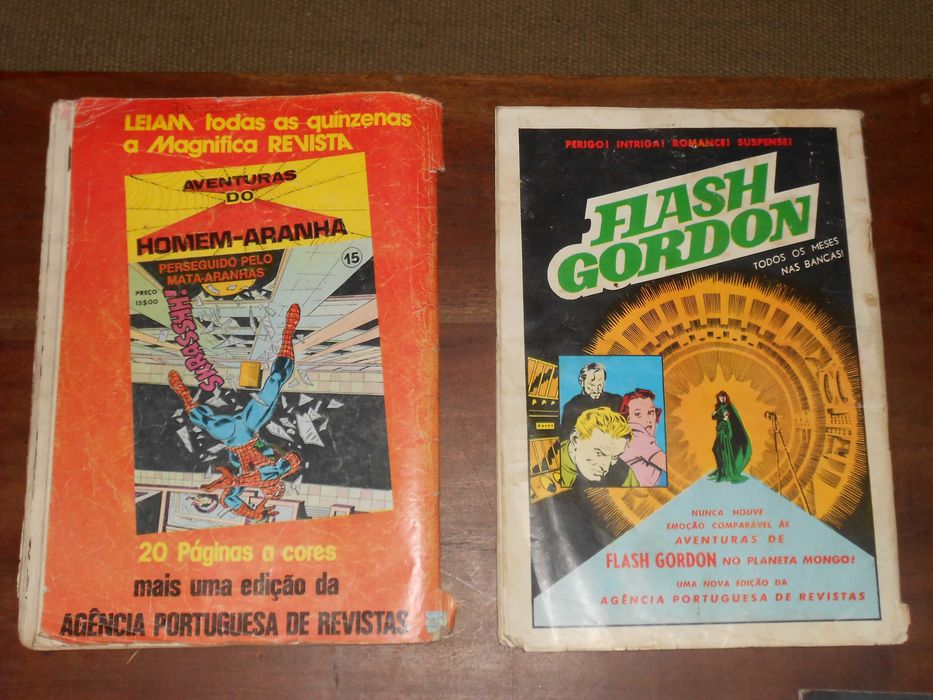 LEIAM todas as quinzenas
a Magnifica REVISTA
AVENTURAS
DO
HOMEM-ARANHA
PERSEGUIDO PELO
MATA-ARANHAS
15
PREÇO
15$00
SKRASSHH!
20 Páginas a cores
mais uma edição da
AGÊNCIA PORTUGUESA DE REVISTAS
PERIGO! INTRIGA! ROMANCE! SUSPENSE!
FLASH
GORDON
TODOS OS MESES
NAS BANCAS!
NUNCA HOUVE
EMOÇÃO COMPARÁVEL ÀS
AVENTURAS DE
FLASH GORDON NO PLANETA MONGO!
UMA NOVA EDIÇÃO DA
AGÊNCIA PORTUGUESA DE REVISTAS